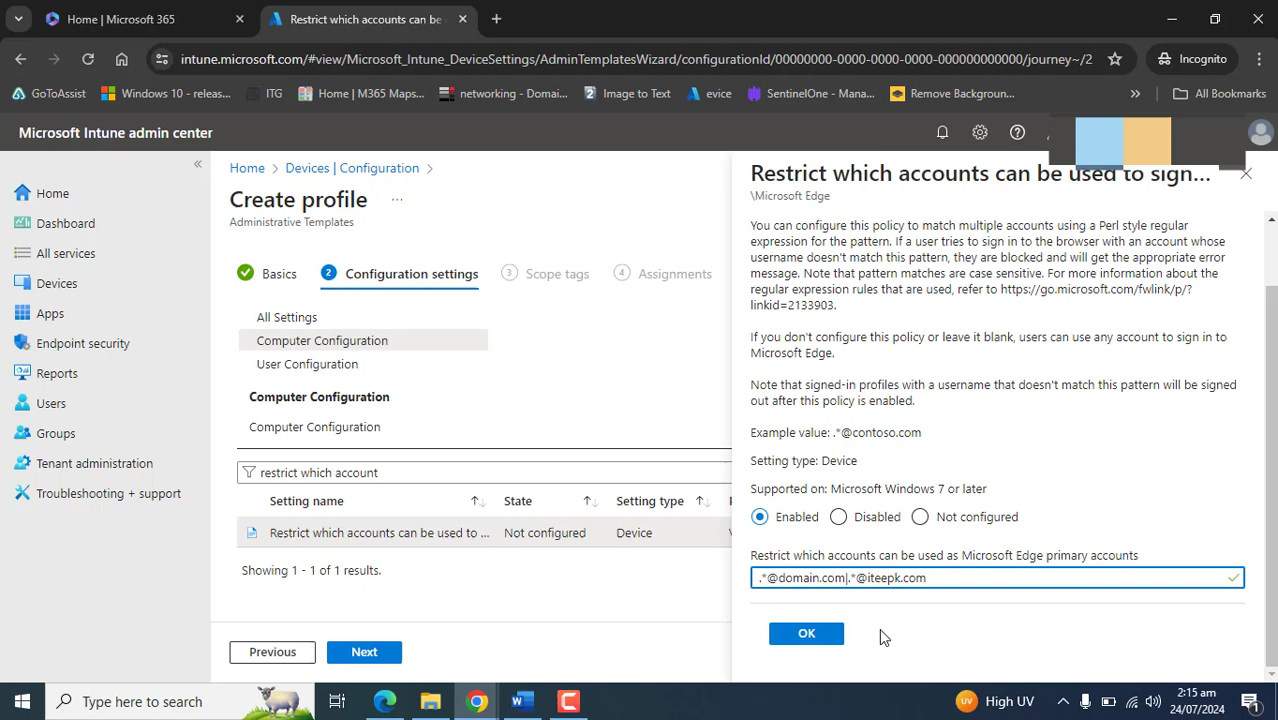 Home | Microsoft 365
Restrict which accounts can be
intune.microsoft.com/#view/Microsoft_Intune_DeviceSettings/AdminTemplatesWizard/configurationId/00000000-0000-0000-0000-000000000000/journey~/2
Incognito
GoToAssist
Windows 10 - releas...
ITG
Home | M365 Maps...
networking - Domai...
Image to Text
evice
SentinelOne - Mana...
Remove Backgroun...
All Bookmarks
Microsoft Intune admin center
Home
Dashboard
All services
Devices
Apps
Endpoint security
Reports
Users
Groups
Tenant administration
Troubleshooting + support
Home > Devices | Configuration >
Create profile ...
Administrative Templates
Basics
2 Configuration settings
3 Scope tags
4 Assignments
All Settings
Computer Configuration
User Configuration
Computer Configuration
Computer Configuration
restrict which account
Setting name
State
Setting type
Restrict which accounts can be used to ...
Not configured
Device
Showing 1 - 1 of 1 results.
Previous
Next
Restrict which accounts can be used to sign...
\Microsoft Edge
You can configure this policy to match multiple accounts using a Perl style regular
expression for the pattern. If a user tries to sign in to the browser with an account whose
username doesn't match this pattern, they are blocked and will get the appropriate error
message. Note that pattern matches are case sensitive. For more information about the
regular expression rules that are used, refer to https://go.microsoft.com/fwlink/p/?
linkid=2133903.
If you don't configure this policy or leave it blank, users can use any account to sign in to
Microsoft Edge.
Note that signed-in profiles with a username that doesn't match this pattern will be signed
out after this policy is enabled.
Example value: .*@contoso.com
Setting type: Device
Supported on: Microsoft Windows 7 or later
Enabled
Disabled
Not configured
Restrict which accounts can be used as Microsoft Edge primary accounts
.*@domain.com|.*@iteepk.com
OK
Type here to search
High UV
2:15 am
24/07/2024